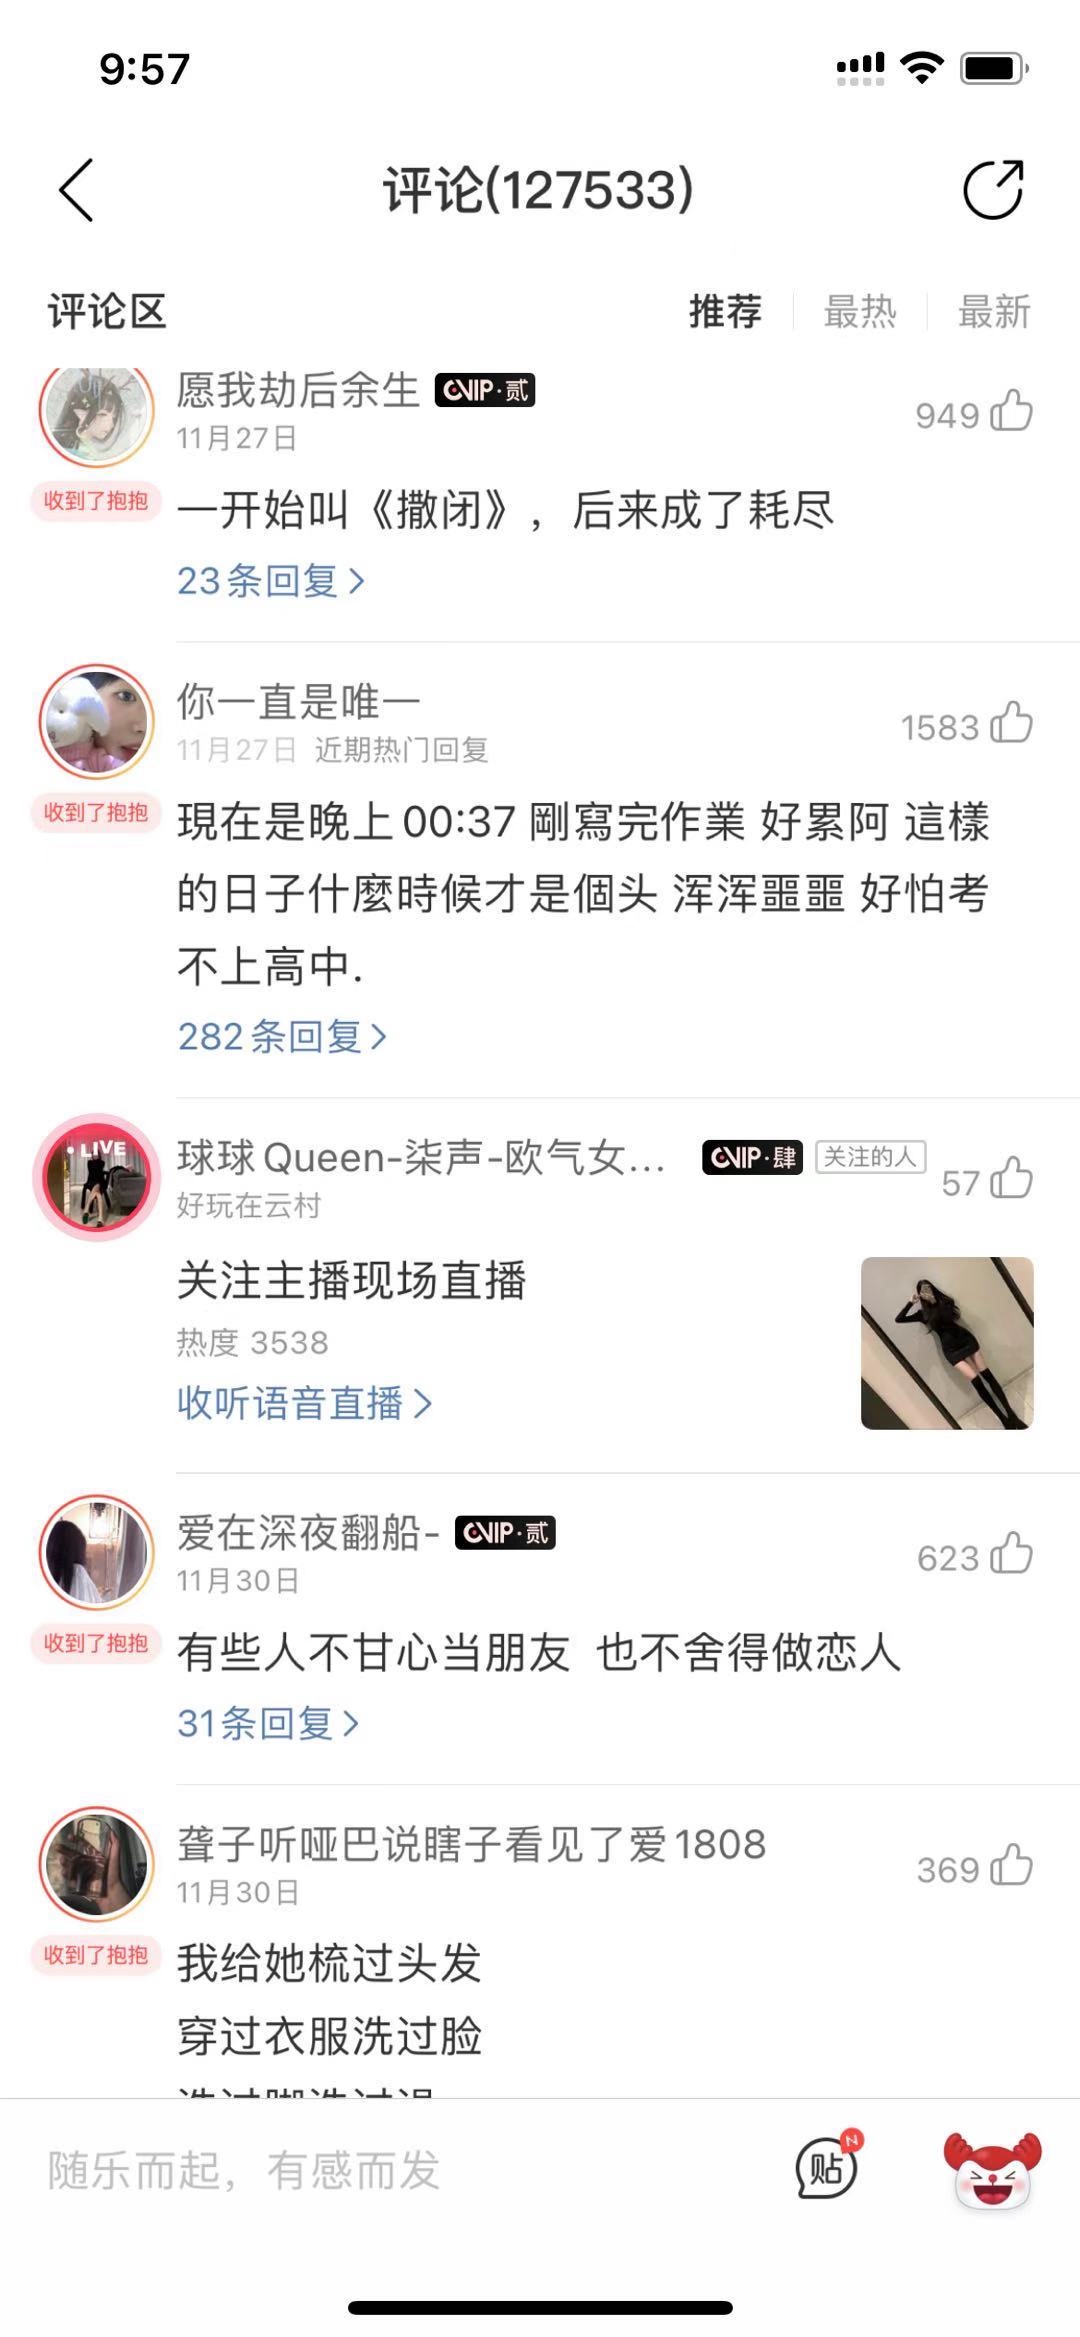 9:57
评论(127533)
评论区
推荐
最热
最新
愿我劫后余生 VIP·贰
949
11月27日
收到了抱抱
一开始叫《撒闭》，后来成了耗尽
23条回复
你一直是唯一
1583
11月27日 近期热门回复
收到了抱抱
現在是晚上00:37 剛寫完作業 好累阿 這樣
的日子什麼時候才是個头 浑浑噩噩 好怕考
不上高中.
282条回复
LIVE
球球Queen-柒声-欧气女... VIP·肆 关注的人
57
好玩在云村
关注主播现场直播
热度 3538
收听语音直播
爱在深夜翻船- VIP·贰
623
11月30日
收到了抱抱
有些人不甘心当朋友 也不舍得做恋人
31条回复
聋子听哑巴说瞎子看见了爱1808
369
11月30日
收到了抱抱
我给她梳过头发
穿过衣服洗过脸
随乐而起，有感而发
贴
N